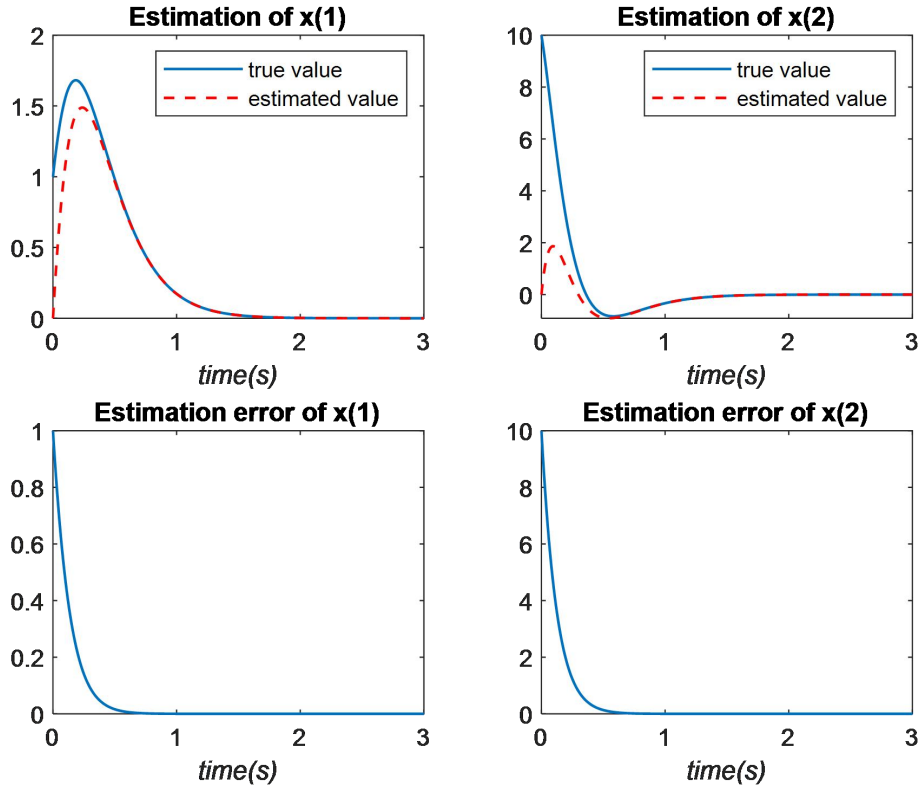 Estimation of x(1)
2
1.5
1
0.5
0
true value
estimated value
0 1 2 3
time(s)
Estimation of x(2)
10
8
6
4
2
0
true value
estimated value
0 1 2 3
time(s)
Estimation error of x(1)
1
0.8
0.6
0.4
0.2
0
0 1 2 3
time(s)
Estimation error of x(2)
10
8
6
4
2
0
0 1 2 3
time(s)